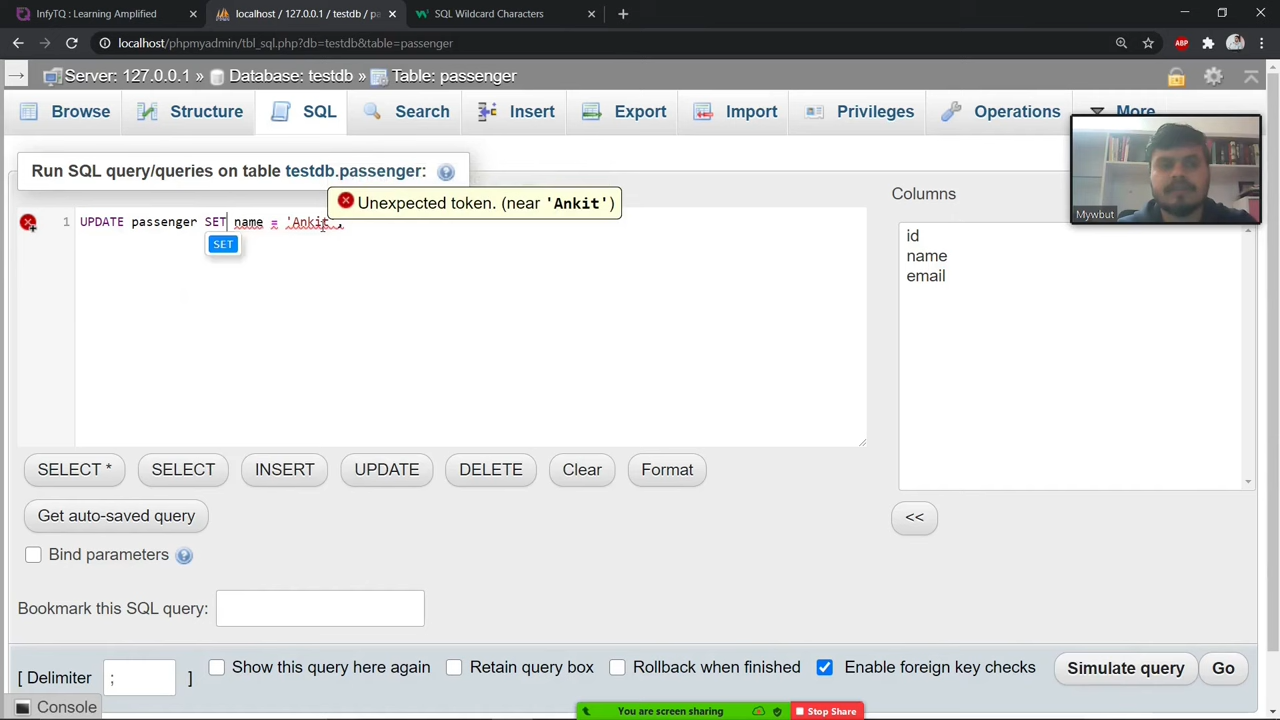 InfyTQ : Learning Amplified
localhost / 127.0.0.1 / testdb / pa
SQL Wildcard Characters
localhost/phpmyadmin/tbl_sql.php?db=testdb&table=passenger
ABP
Server: 127.0.0.1 » Database: testdb » Table: passenger
Browse Structure SQL Search Insert Export Import Privileges Operations More
Run SQL query/queries on table testdb.passenger:
Unexpected token. (near 'Ankit')
1 UPDATE passenger SET name = 'Ankit',
SET
Columns
id
name
email
Mywbut
SELECT * SELECT INSERT UPDATE DELETE Clear Format
<<
Get auto-saved query
Bind parameters
Bookmark this SQL query:
[ Delimiter ; ] Show this query here again Retain query box Rollback when finished Enable foreign key checks Simulate query Go
Console
You are screen sharing Stop Share